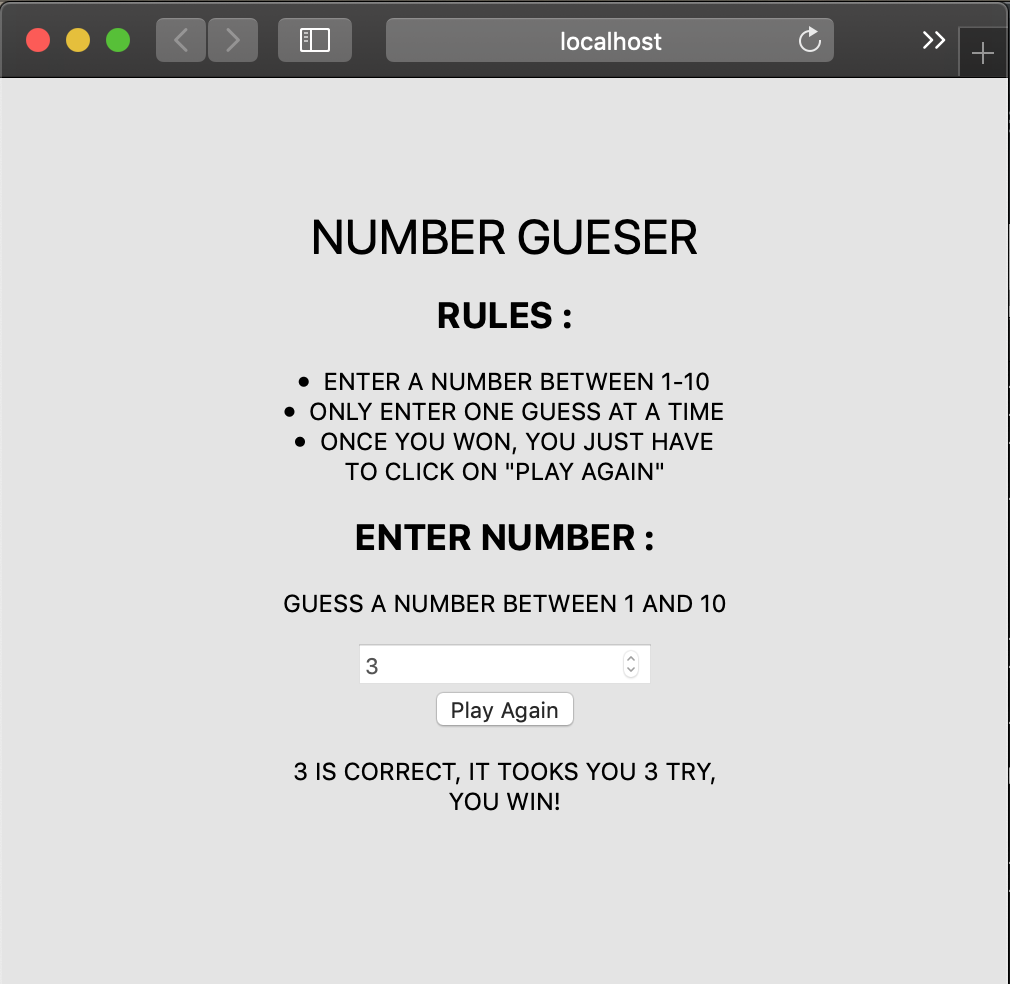 localhost
NUMBER GUESER
RULES :
• ENTER A NUMBER BETWEEN 1-10
• ONLY ENTER ONE GUESS AT A TIME
• ONCE YOU WON, YOU JUST HAVE
TO CLICK ON "PLAY AGAIN"
ENTER NUMBER :
GUESS A NUMBER BETWEEN 1 AND 10
3
Play Again
3 IS CORRECT, IT TOOKS YOU 3 TRY,
YOU WIN!